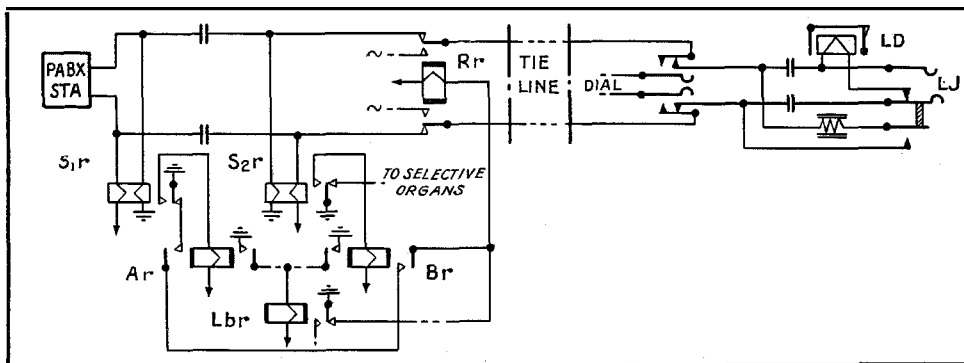 PABX
STA
Rr
TIE
LINE
DIAL
LD
LJ
S₁r
S₂r
TO SELECTIVE
ORGANS
Ar
Br
Lbr